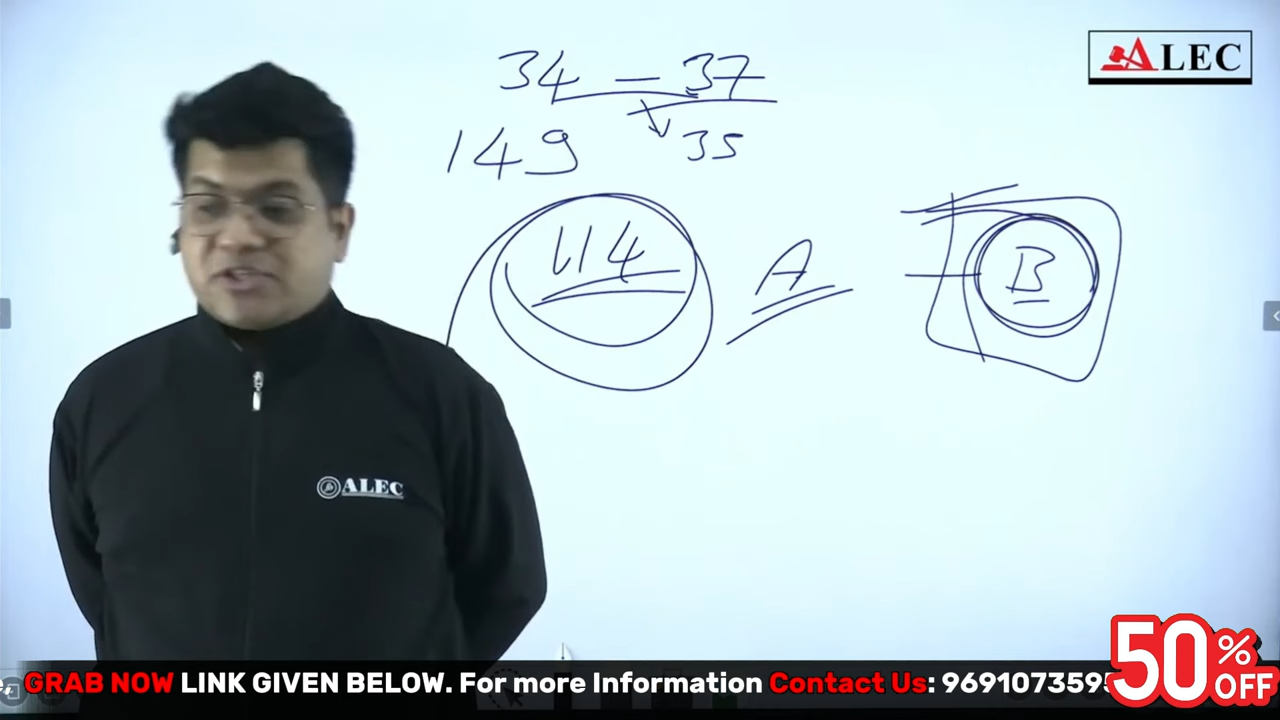 34 – 37
ALEC
149
35
114
A
B
ALEC
GRAB NOW LINK GIVEN BELOW. For more Information Contact Us: 969107359
50% OFF